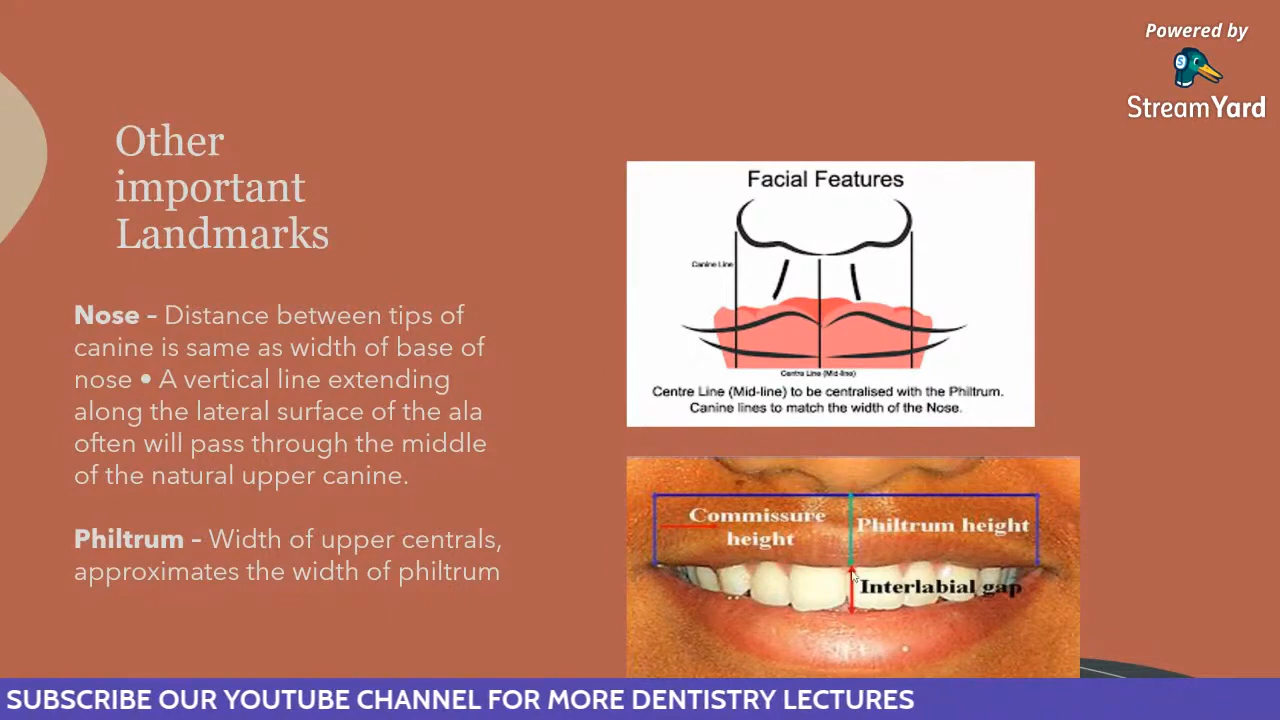 Powered by
StreamYard
Other
important
Landmarks
Nose – Distance between tips of
canine is same as width of base of
nose • A vertical line extending
along the lateral surface of the ala
often will pass through the middle
of the natural upper canine.
Philtrum – Width of upper centrals,
approximates the width of philtrum
Facial Features
Canine Line
Centre Line (Mid-line)
Centre Line (Mid-line) to be centralised with the Philtrum.
Canine lines to match the width of the Nose.
Commissure
height
Philtrum height
Interlabial gap
SUBSCRIBE OUR YOUTUBE CHANNEL FOR MORE DENTISTRY LECTURES